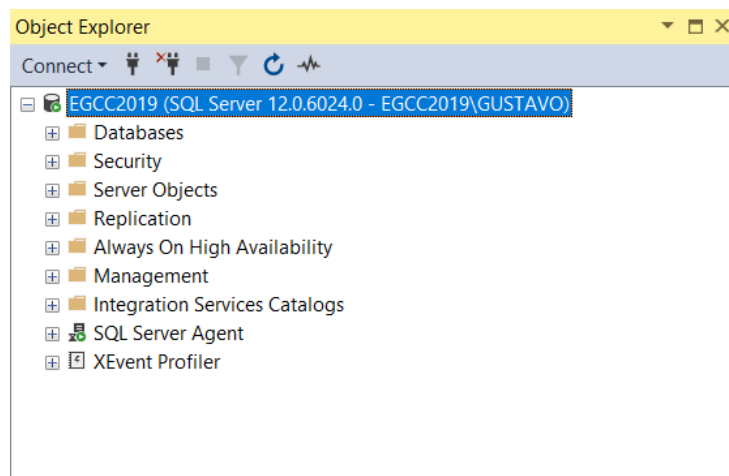 Object Explorer
Connect
EGCC2019 (SQL Server 12.0.6024.0 - EGCC2019\GUSTAVO)
Databases
Security
Server Objects
Replication
Always On High Availability
Management
Integration Services Catalogs
SQL Server Agent
XEvent Profiler